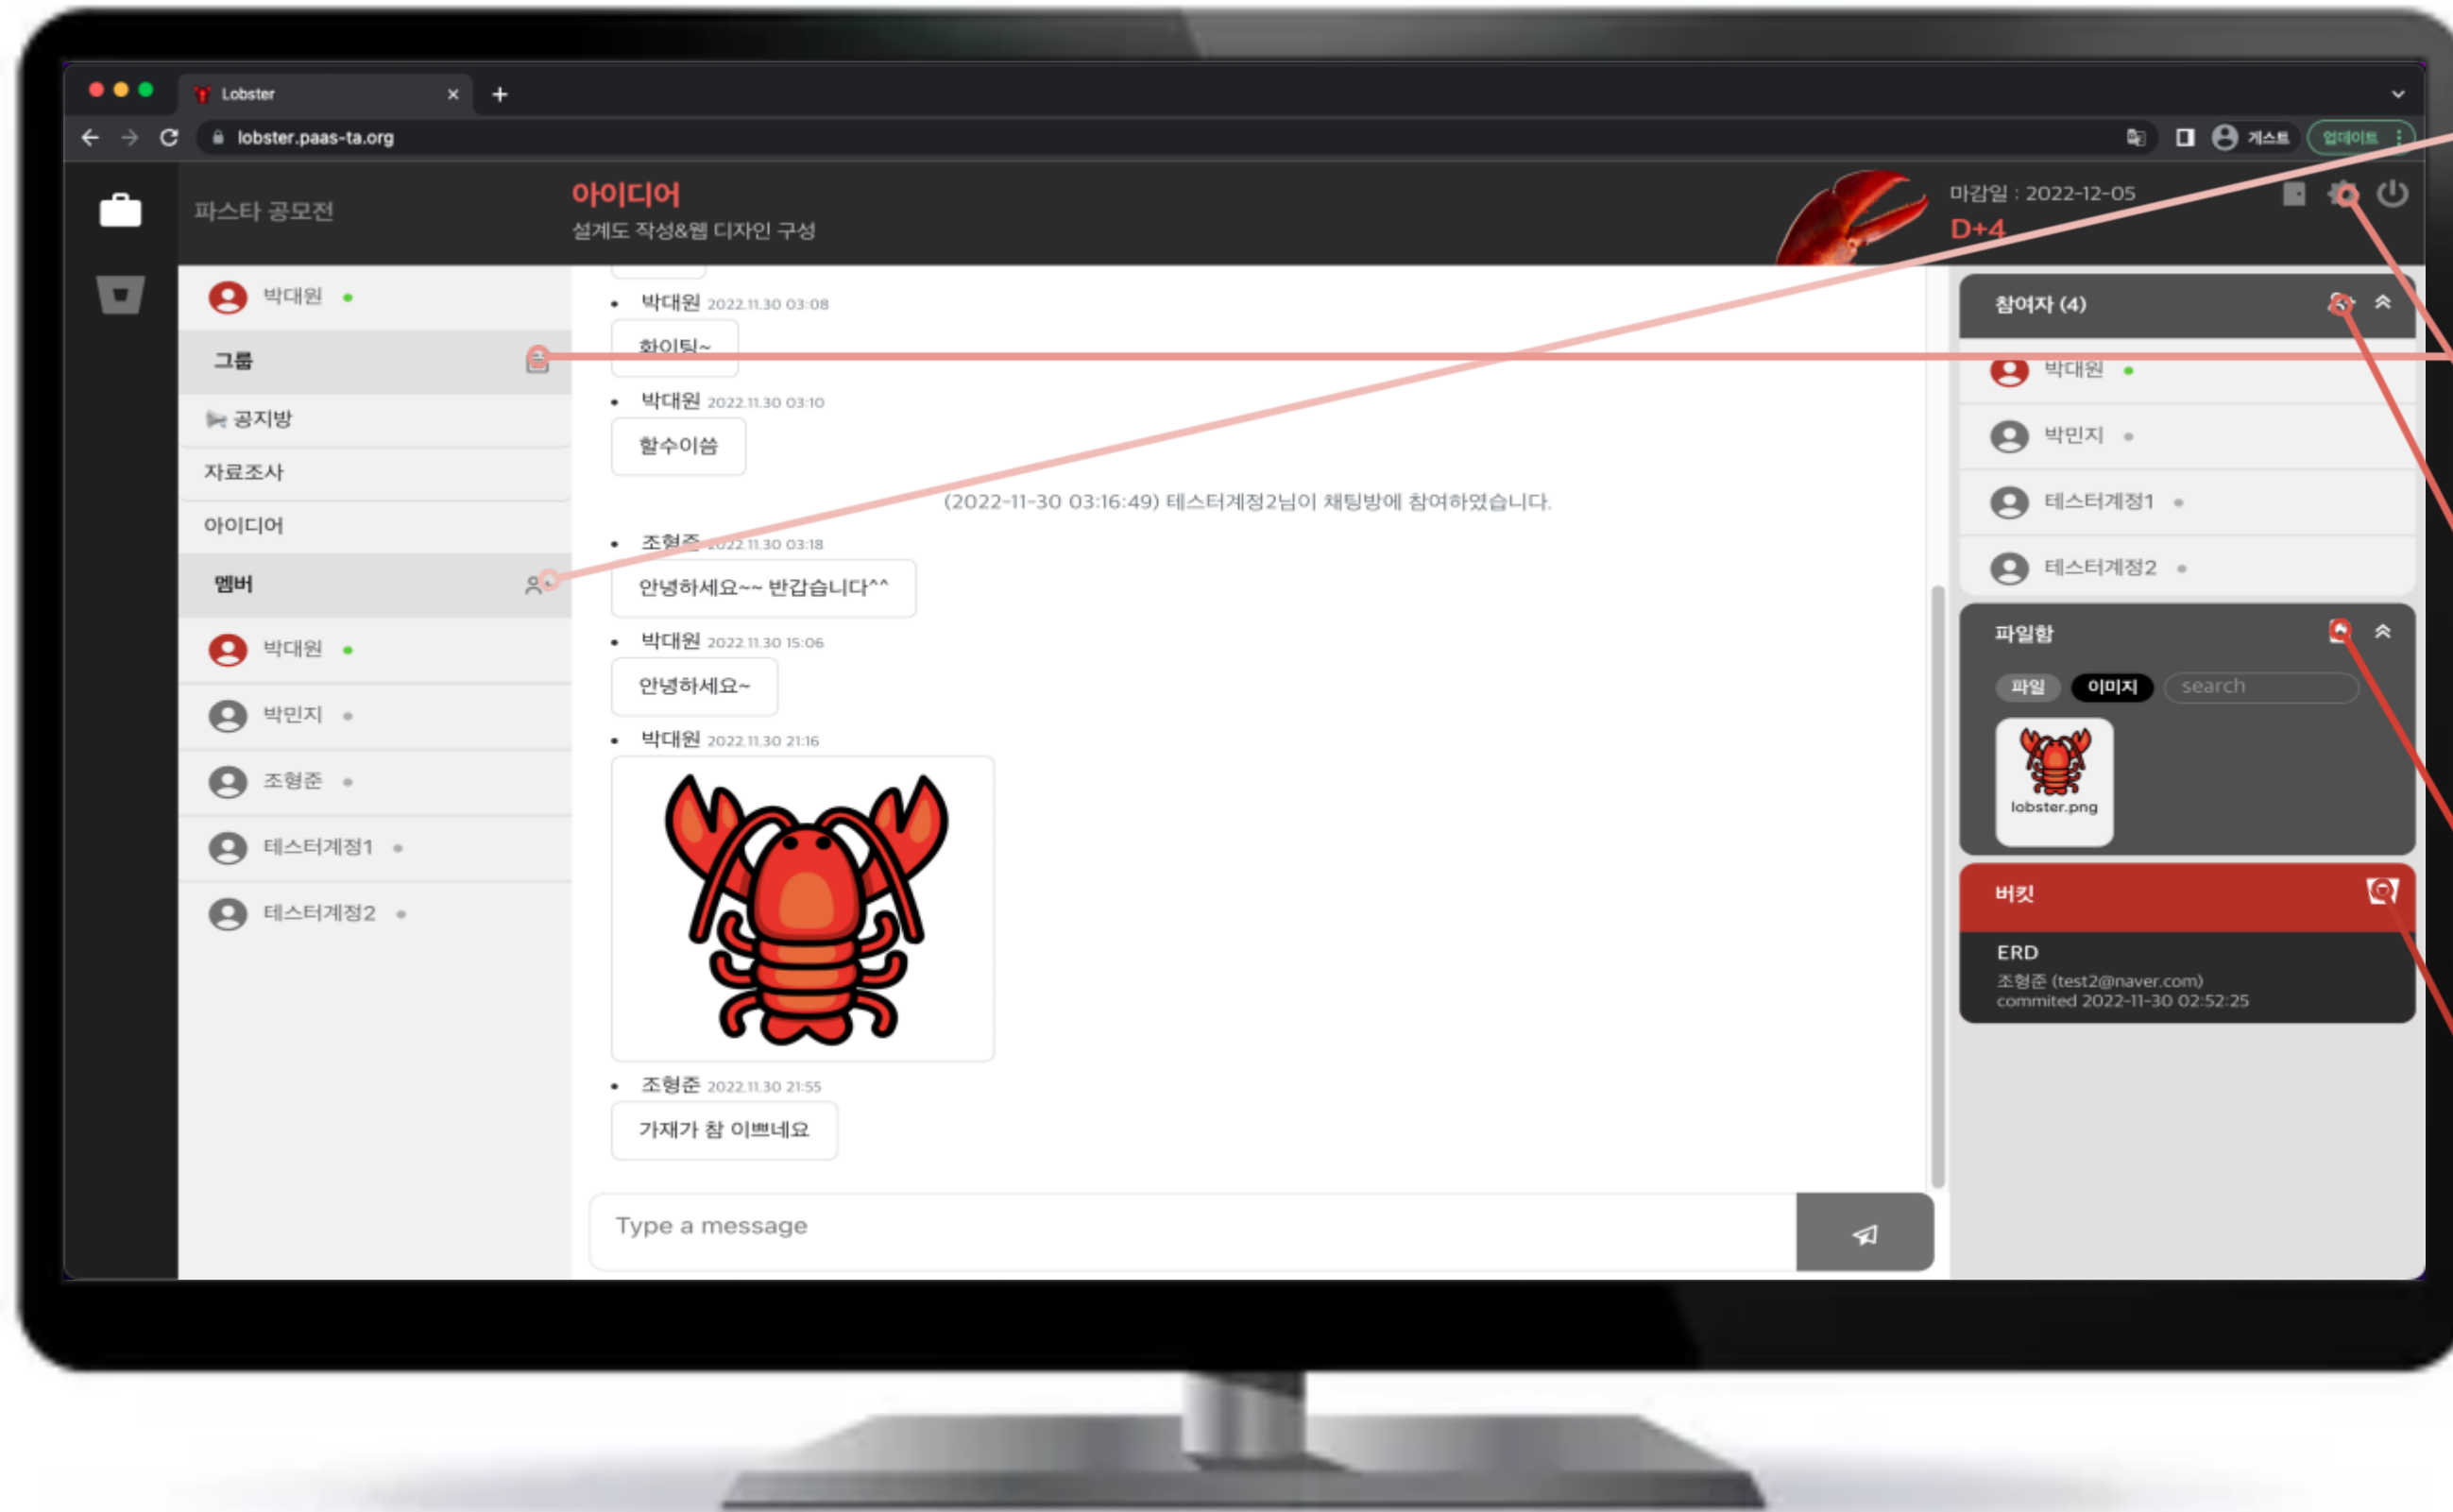 Lobster
lobster.paas-ta.org
게스트
업데이트
파스타 공모전
아이디어
설계도 작성&웹 디자인 구성
마감일 : 2022-12-05
D+4
박대원
그룹
공지방
자료조사
아이디어
멤버
박대원
박민지
조형준
테스터계정1
테스터계정2
박대원 2022.11.30 03:08
화이팅~
박대원 2022.11.30 03:10
할수이씀
(2022-11-30 03:16:49) 테스터계정2님이 채팅방에 참여하였습니다.
조형준 2022.11.30 03:18
안녕하세요~~ 반갑습니다^^
박대원 2022.11.30 15:06
안녕하세요~
박대원 2022.11.30 21:16
조형준 2022.11.30 21:55
가재가 참 이쁘네요
Type a message
참여자 (4)
박대원
박민지
테스터계정1
테스터계정2
파일함
파일 이미지 search
lobster.png
버킷
ERD
조형준 (test2@naver.com)
commited 2022-11-30 02:52:25